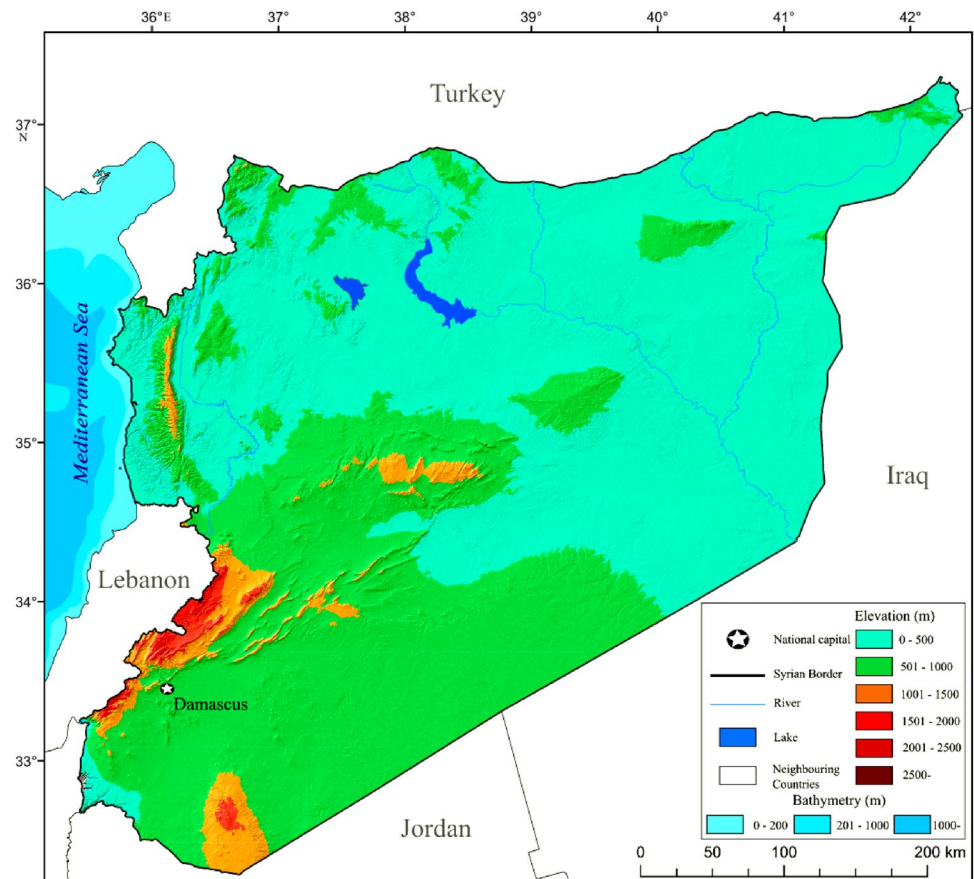 36°E 37° 38° 39° 40° 41° 42°
Turkey
37°
N
36°
Mediterranean Sea
35°
Iraq
Lebanon
34°
Damascus
33°
Jordan
National capital
Syrian Border
River
Lake
Neighbouring
Countries
Elevation (m)
0 - 500
501 - 1000
1001 - 1500
1501 - 2000
2001 - 2500
2500-
Bathymetry (m)
0 - 200 201 - 1000 1000-
0 50 100 200 km